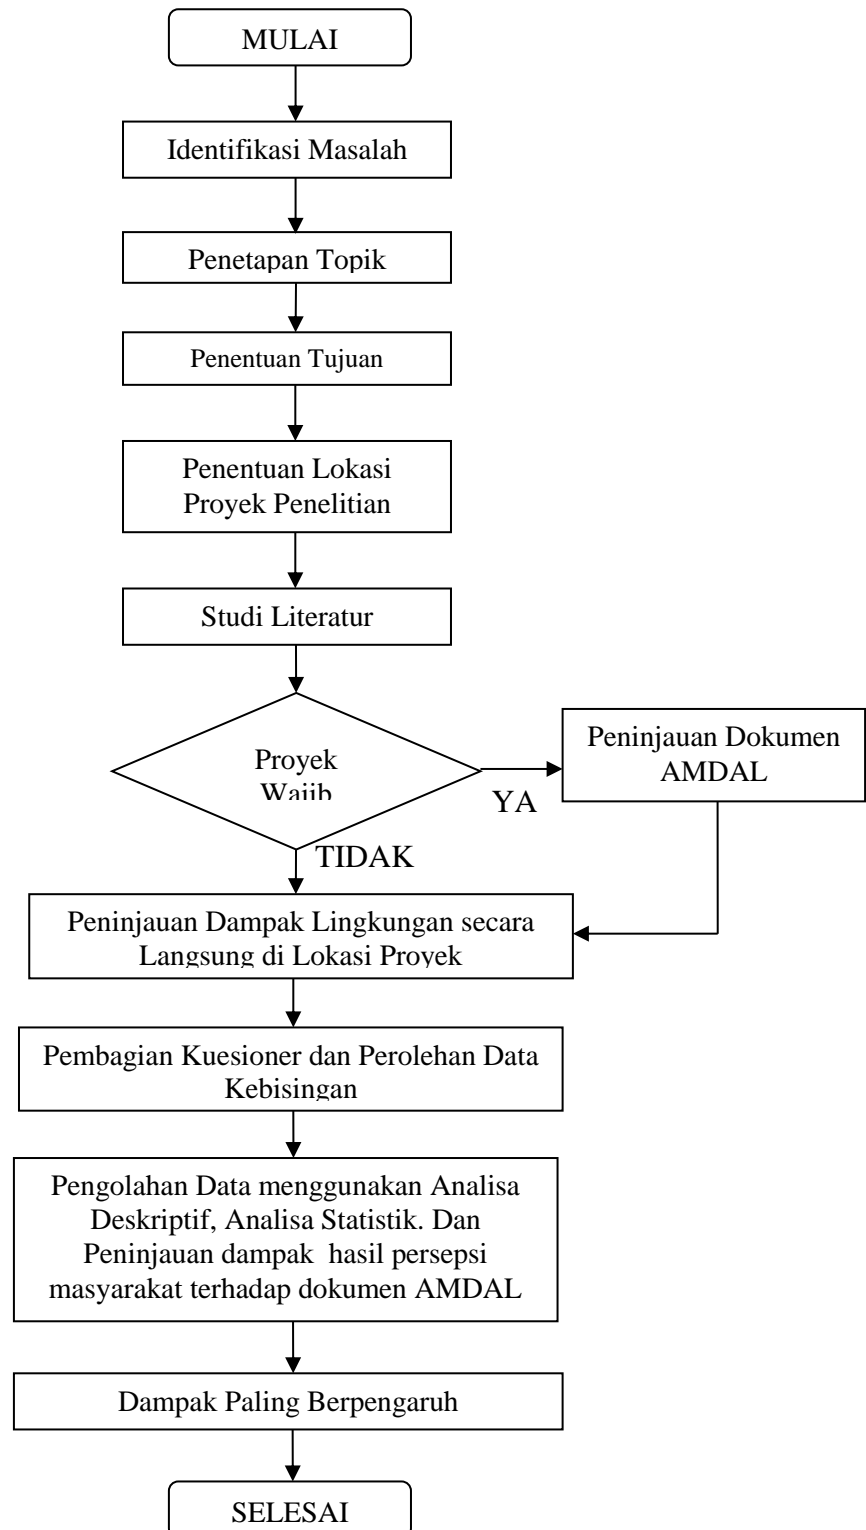 MULAI
Identifikasi Masalah
Penetapan Topik
Penentuan Tujuan
Penentuan Lokasi
Proyek Penelitian
Studi Literatur
Proyek
Wajib
YA
Peninjauan Dokumen
AMDAL
TIDAK
Peninjauan Dampak Lingkungan secara
Langsung di Lokasi Proyek
Pembagian Kuesioner dan Perolehan Data
Kebisingan
Pengolahan Data menggunakan Analisa
Deskriptif, Analisa Statistik. Dan
Peninjauan dampak hasil persepsi
masyarakat terhadap dokumen AMDAL
Dampak Paling Berpengaruh
SELESAI